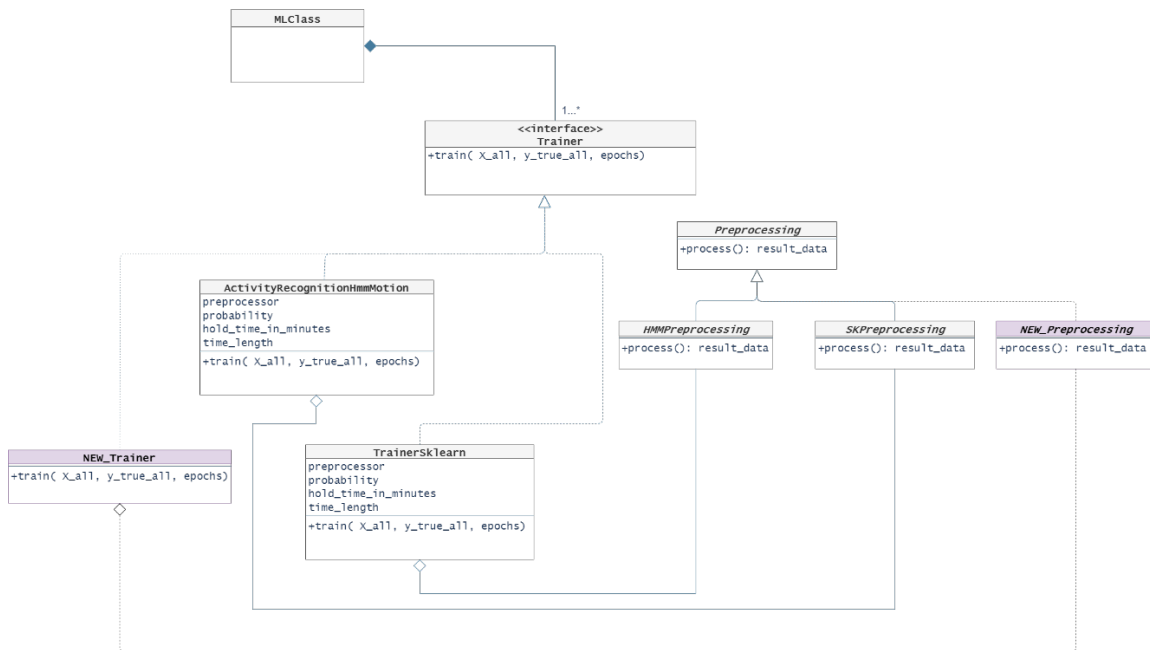 MLClass
1...*
<<interface>>
Trainer
+train( X_all, y_true_all, epochs)
Preprocessing
+process(): result_data
ActivityRecognitionHmmMotion
preprocessor
probability
hold_time_in_minutes
time_length
+train( X_all, y_true_all, epochs)
HMMPreprocessing
+process(): result_data
SKPreprocessing
+process(): result_data
NEW_Preprocessing
+process(): result_data
NEW_Trainer
+train( X_all, y_true_all, epochs)
TrainerSklearn
preprocessor
probability
hold_time_in_minutes
time_length
+train( X_all, y_true_all, epochs)